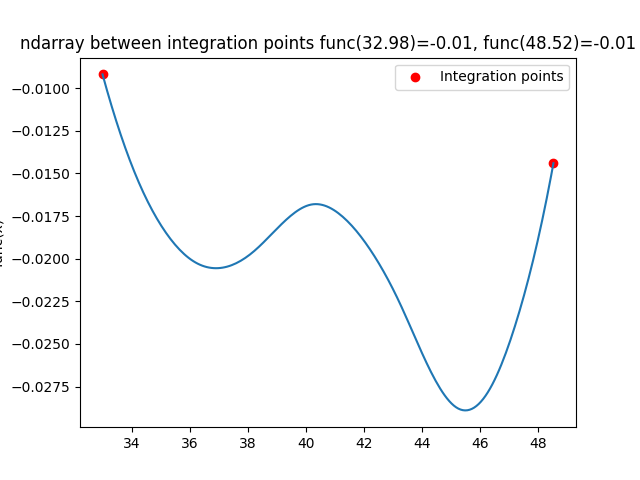 ndarray between integration points func(32.98)=-0.01, func(48.52)=-0.01
Integration points
−0.0100
−0.0125
−0.0150
−0.0175
−0.0200
−0.0225
−0.0250
−0.0275
func(x)
34 36 38 40 42 44 46 48